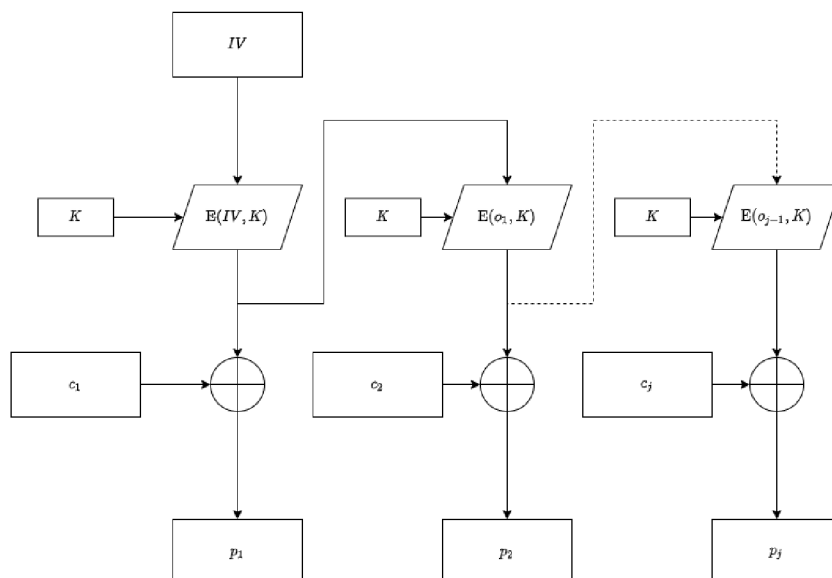 IV
K
E(IV, K)
K
E(o₁, K)
K
E(oⱼ₋₁, K)
c₁
c₂
cⱼ
p₁
p₂
pⱼ